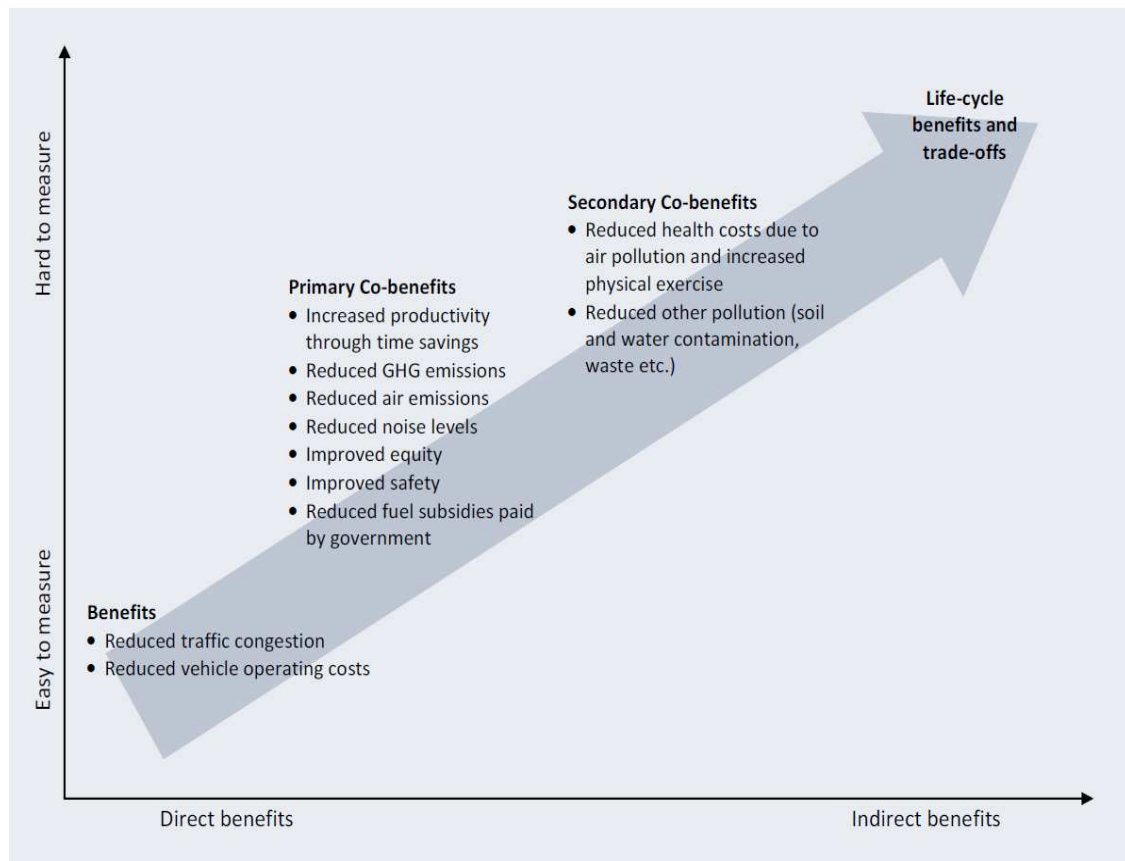 Life-cycle
benefits and
trade-offs
Secondary Co-benefits
• Reduced health costs due to
air pollution and increased
physical exercise
• Reduced other pollution (soil
and water contamination,
waste etc.)
Primary Co-benefits
• Increased productivity
through time savings
• Reduced GHG emissions
• Reduced air emissions
• Reduced noise levels
• Improved equity
• Improved safety
• Reduced fuel subsidies paid
by government
Benefits
• Reduced traffic congestion
• Reduced vehicle operating costs
Hard to measure
Easy to measure
Direct benefits
Indirect benefits